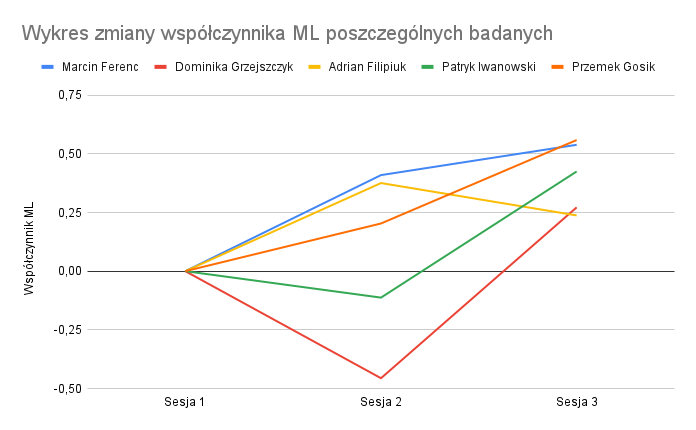 Wykres zmiany współczynnika ML poszczególnych badanych
Marcin Ferenc Dominika Grzejszczyk Adrian Filipiuk Patryk Iwanowski Przemek Gosik
0,75
0,50
0,25
0,00
-0,25
-0,50
Współczynnik ML
Sesja 1 Sesja 2 Sesja 3